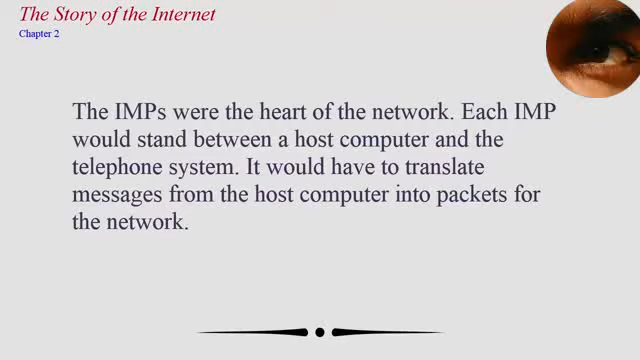 The Story of the Internet
Chapter 2
The IMPs were the heart of the network. Each IMP
would stand between a host computer and the
telephone system. It would have to translate
messages from the host computer into packets for
the network.